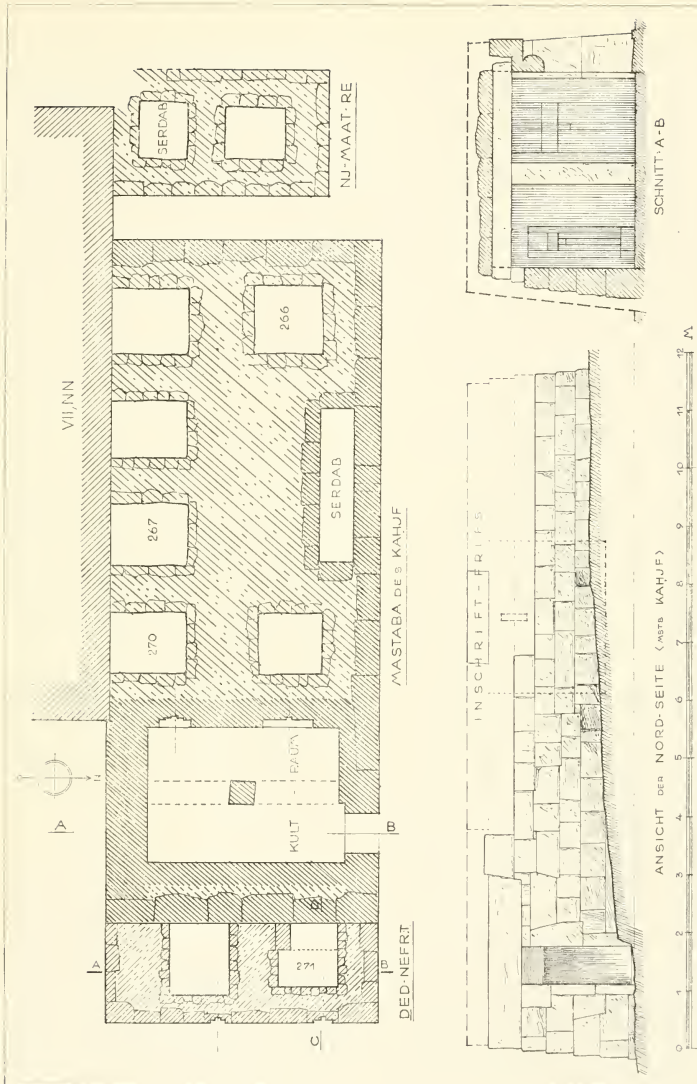 SERDAB
NJ-MAAT-RE
VII,NN
266
267
270
SERDAB
MASTABA DES KAHJF
KULT - RAUM
A
B
A
B
271
C
DED-NEFR.T
SCHNITT·A-B
INSCHRIFT-FRIES
ANSICHT DER NORD-SEITE (MSTB KAHJF)
0 1 2 3 4 5 6 7 8 9 10 11 12 M